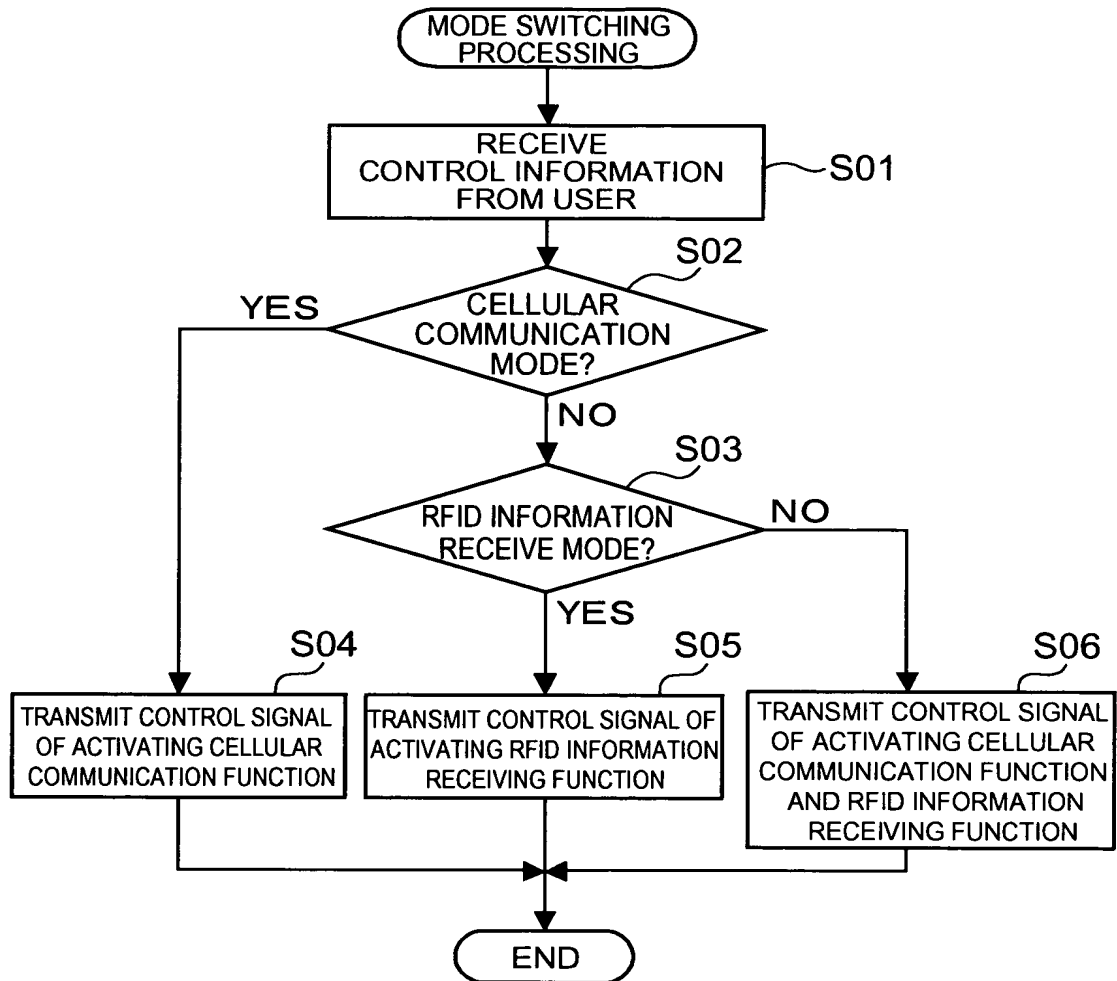 MODE SWITCHING
PROCESSING
RECEIVE
CONTROL INFORMATION
FROM USER
S01
S02
YES
CELLULAR
COMMUNICATION
MODE?
NO
S03
RFID INFORMATION
RECEIVE MODE?
NO
YES
S04
TRANSMIT CONTROL SIGNAL
OF ACTIVATING CELLULAR
COMMUNICATION FUNCTION
S05
TRANSMIT CONTROL SIGNAL OF
ACTIVATING RFID INFORMATION
RECEIVING FUNCTION
S06
TRANSMIT CONTROL SIGNAL
OF ACTIVATING CELLULAR
COMMUNICATION FUNCTION
AND RFID INFORMATION
RECEIVING FUNCTION
END